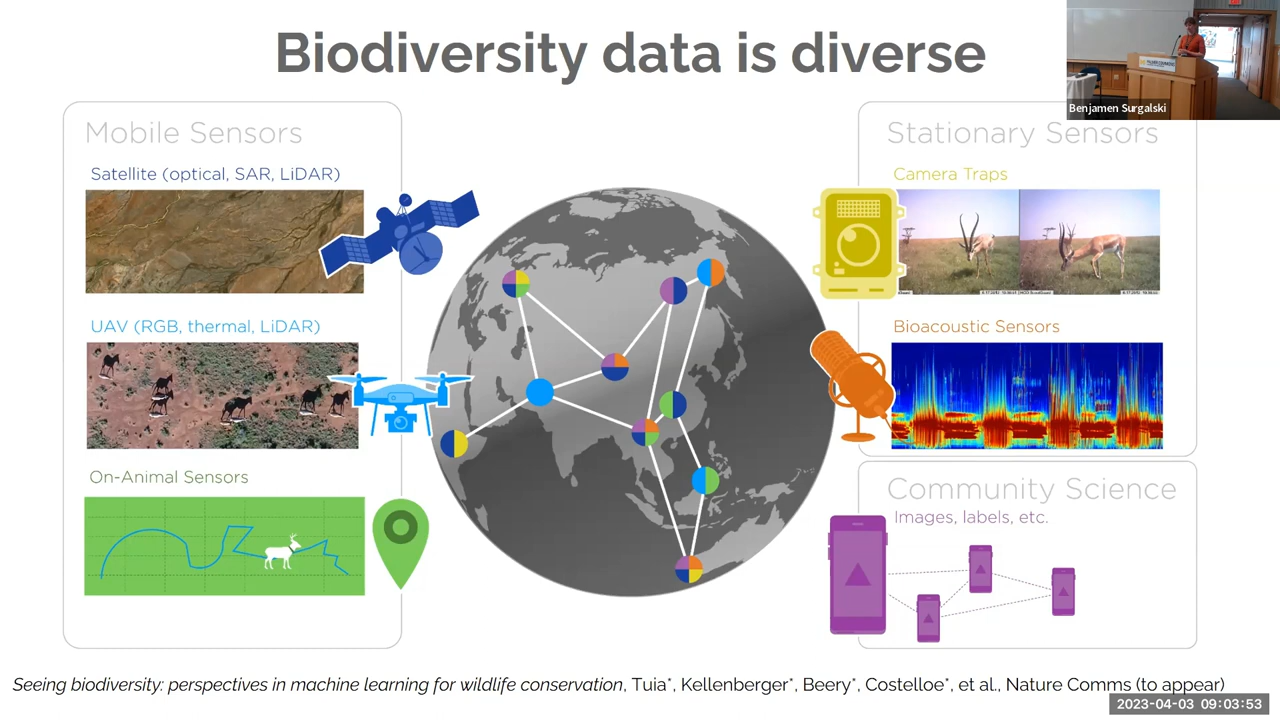 Biodiversity data is diverse
Benjamen Surgalski
Mobile Sensors
Satellite (optical, SAR, LiDAR)
UAV (RGB, thermal, LiDAR)
On-Animal Sensors
Stationary Sensors
Camera Traps
Bioacoustic Sensors
Community Science
Images, labels, etc.
Seeing biodiversity: perspectives in machine learning for wildlife conservation, Tuia*, Kellenberger*, Beery*, Costelloe*, et al., Nature Comms (to appear)
2023-04-03 09:03:53